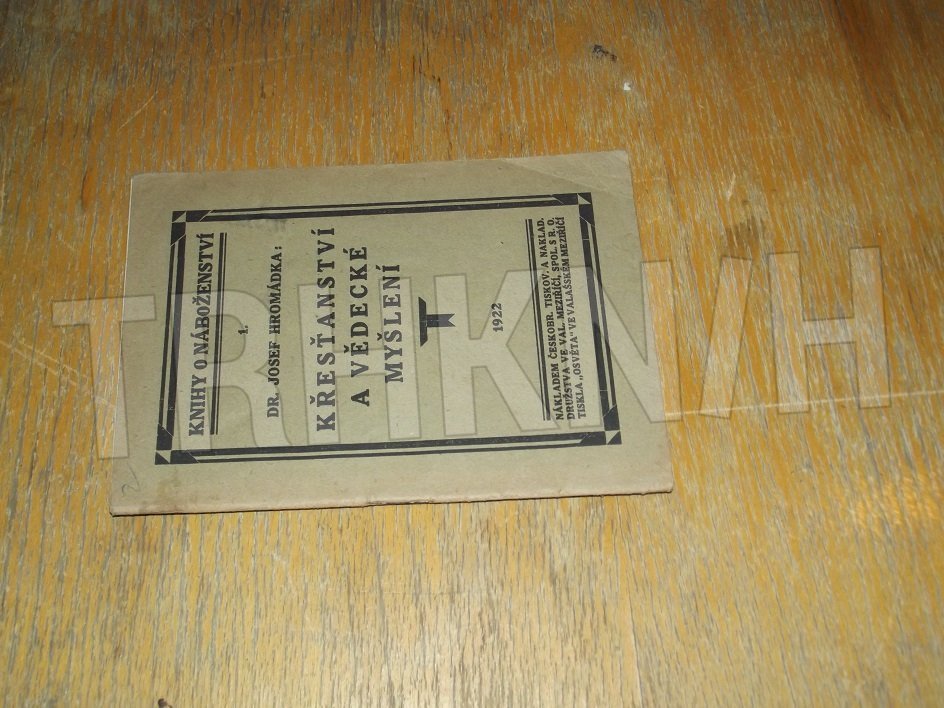 KNIHY O NÁBOŽENSTVÍ
1.
DR. JOSEF HROMÁDKA:
KŘESŤANSTVÍ
A VĚDECKÉ
MYŠLENÍ
1922
NÁKLADEM ČESKOBR. TISKOV. A NAKLAD.
DRUŽSTVA VE VAL. MEZIŘÍČÍ, SPOL. S R. O.
TISKLA „OSVĚTA" VE VALAŠSKÉM MEZIŘÍČÍ
TRHKNIH